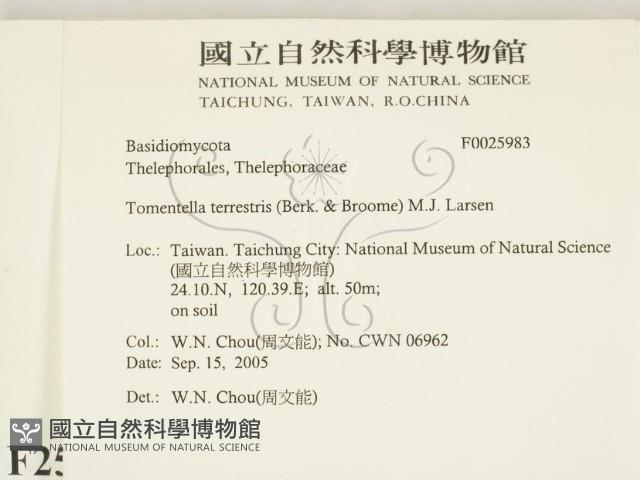 國立自然科學博物館
NATIONAL MUSEUM OF NATURAL SCIENCE
TAICHUNG, TAIWAN, R.O.CHINA
Basidiomycota F0025983
Thelephorales, Thelephoraceae
Tomentella terrestris (Berk. & Broome) M.J. Larsen
Loc.: Taiwan. Taichung City: National Museum of Natural Science
(國立自然科學博物館)
24.10.N, 120.39.E; alt. 50m;
on soil
Col.: W.N. Chou(周文能); No. CWN 06962
Date: Sep. 15, 2005
Det.: W.N. Chou(周文能)
國立自然科學博物館
NATIONAL MUSEUM OF NATURAL SCIENCE